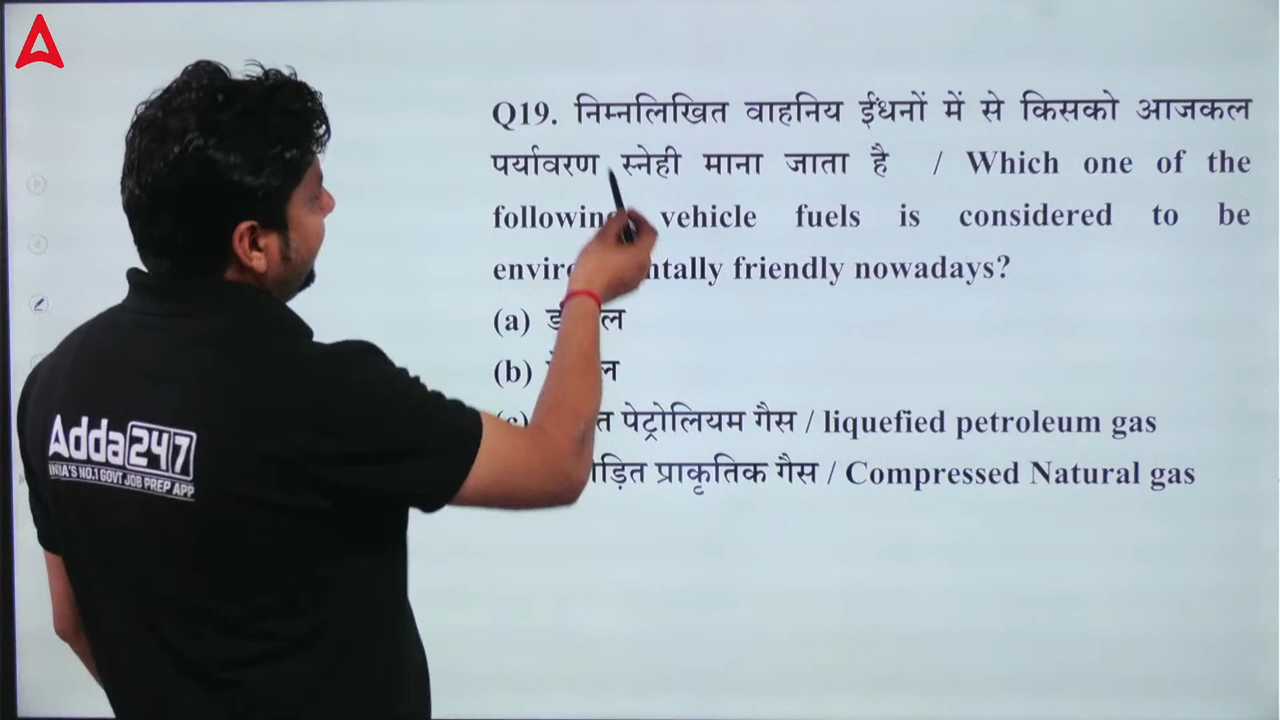 Q19. निम्नलिखित वाहनिय ईंधनों में से किसको आजकल
पर्यावरण स्नेही माना जाता है / Which one of the
vehicle fuels is considered to be
friendly nowadays?
(a)
(b)
पेट्रोलियम गैस / liquefied petroleum gas
प्राकृतिक गैस / Compressed Natural gas
Adda247
INDIA'S NO.1 GOVT JOB PREP APP